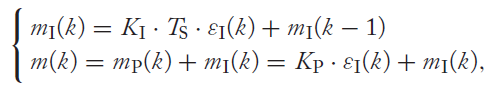 m_I(k) = K_I · T_S · ε_I(k) + m_I(k − 1)
m(k) = m_P(k) + m_I(k) = K_P · ε_I(k) + m_I(k),